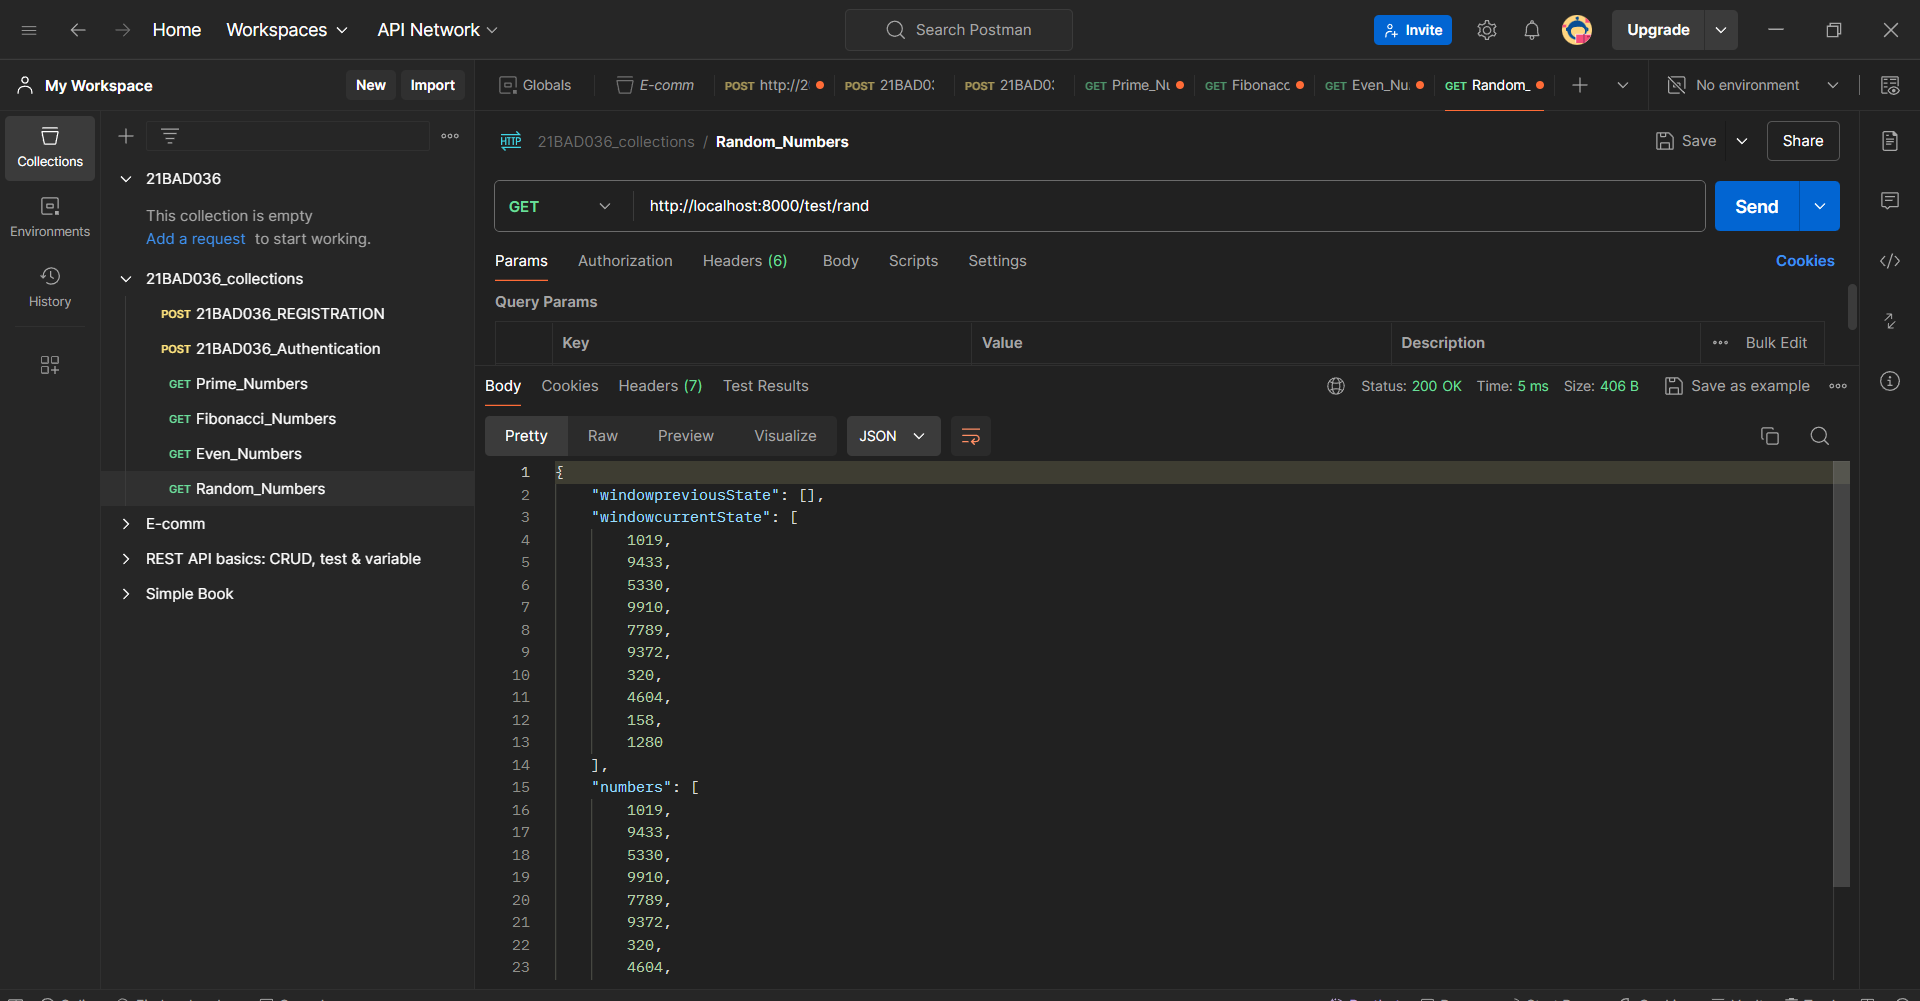 Home Workspaces API Network Search Postman Invite Upgrade
My Workspace New Import
Globals E-comm POST http://2 POST 21BAD0 POST 21BAD0 GET Prime_Nu GET Fibonacc GET Even_Nu GET Random_ No environment
Collections
Environments
History
21BAD036
This collection is empty
Add a request to start working.
21BAD036_collections
POST 21BAD036_REGISTRATION
POST 21BAD036_Authentication
GET Prime_Numbers
GET Fibonacci_Numbers
GET Even_Numbers
GET Random_Numbers
E-comm
REST API basics: CRUD, test & variable
Simple Book
HTTP 21BAD036_collections / Random_Numbers Save Share
GET http://localhost:8000/test/rand Send
Params Authorization Headers (6) Body Scripts Settings Cookies
Query Params
Key Value Description Bulk Edit
Body Cookies Headers (7) Test Results Status: 200 OK Time: 5 ms Size: 406 B Save as example
Pretty Raw Preview Visualize JSON
1 {
2 "windowpreviousState": [],
3 "windowcurrentState": [
4 1019,
5 9433,
6 5330,
7 9910,
8 7789,
9 9372,
10 320,
11 4604,
12 158,
13 1280
14 ],
15 "numbers": [
16 1019,
17 9433,
18 5330,
19 9910,
20 7789,
21 9372,
22 320,
23 4604,